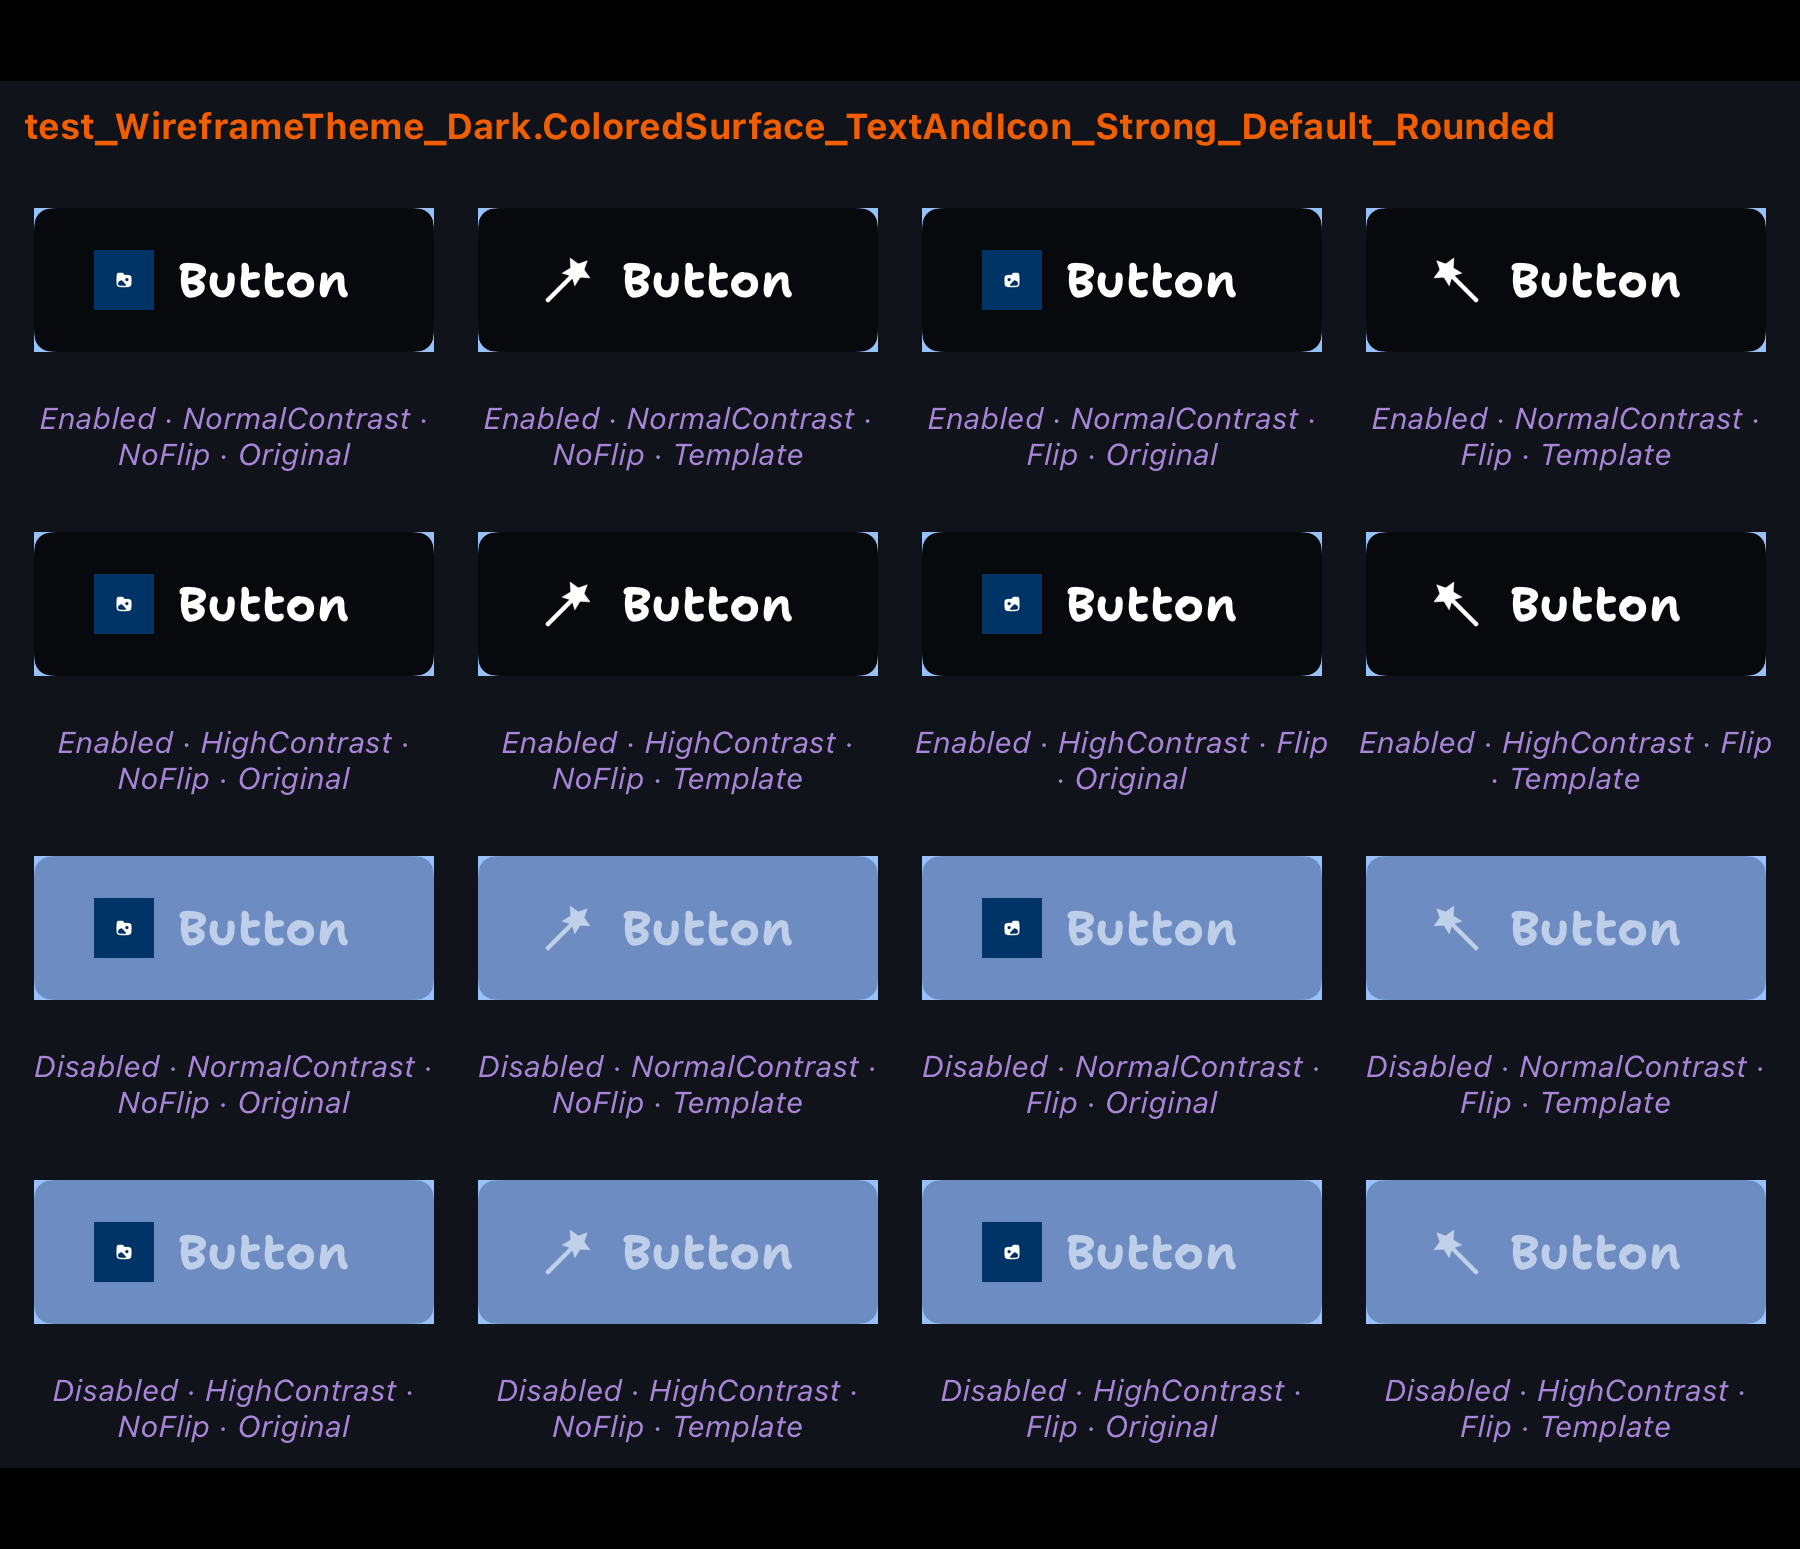 test_WireframeTheme_Dark.ColoredSurface_TextAndIcon_Strong_Default_Rounded
Button Button Button Button
Enabled · NormalContrast · Enabled · NormalContrast · Enabled · NormalContrast · Enabled · NormalContrast ·
NoFlip · Original NoFlip · Template Flip · Original Flip · Template
Button Button Button Button
Enabled · HighContrast · Enabled · HighContrast · Enabled · HighContrast · Flip Enabled · HighContrast · Flip
NoFlip · Original NoFlip · Template · Original · Template
Button Button Button Button
Disabled · NormalContrast · Disabled · NormalContrast · Disabled · NormalContrast · Disabled · NormalContrast ·
NoFlip · Original NoFlip · Template Flip · Original Flip · Template
Button Button Button Button
Disabled · HighContrast · Disabled · HighContrast · Disabled · HighContrast · Disabled · HighContrast ·
NoFlip · Original NoFlip · Template Flip · Original Flip · Template